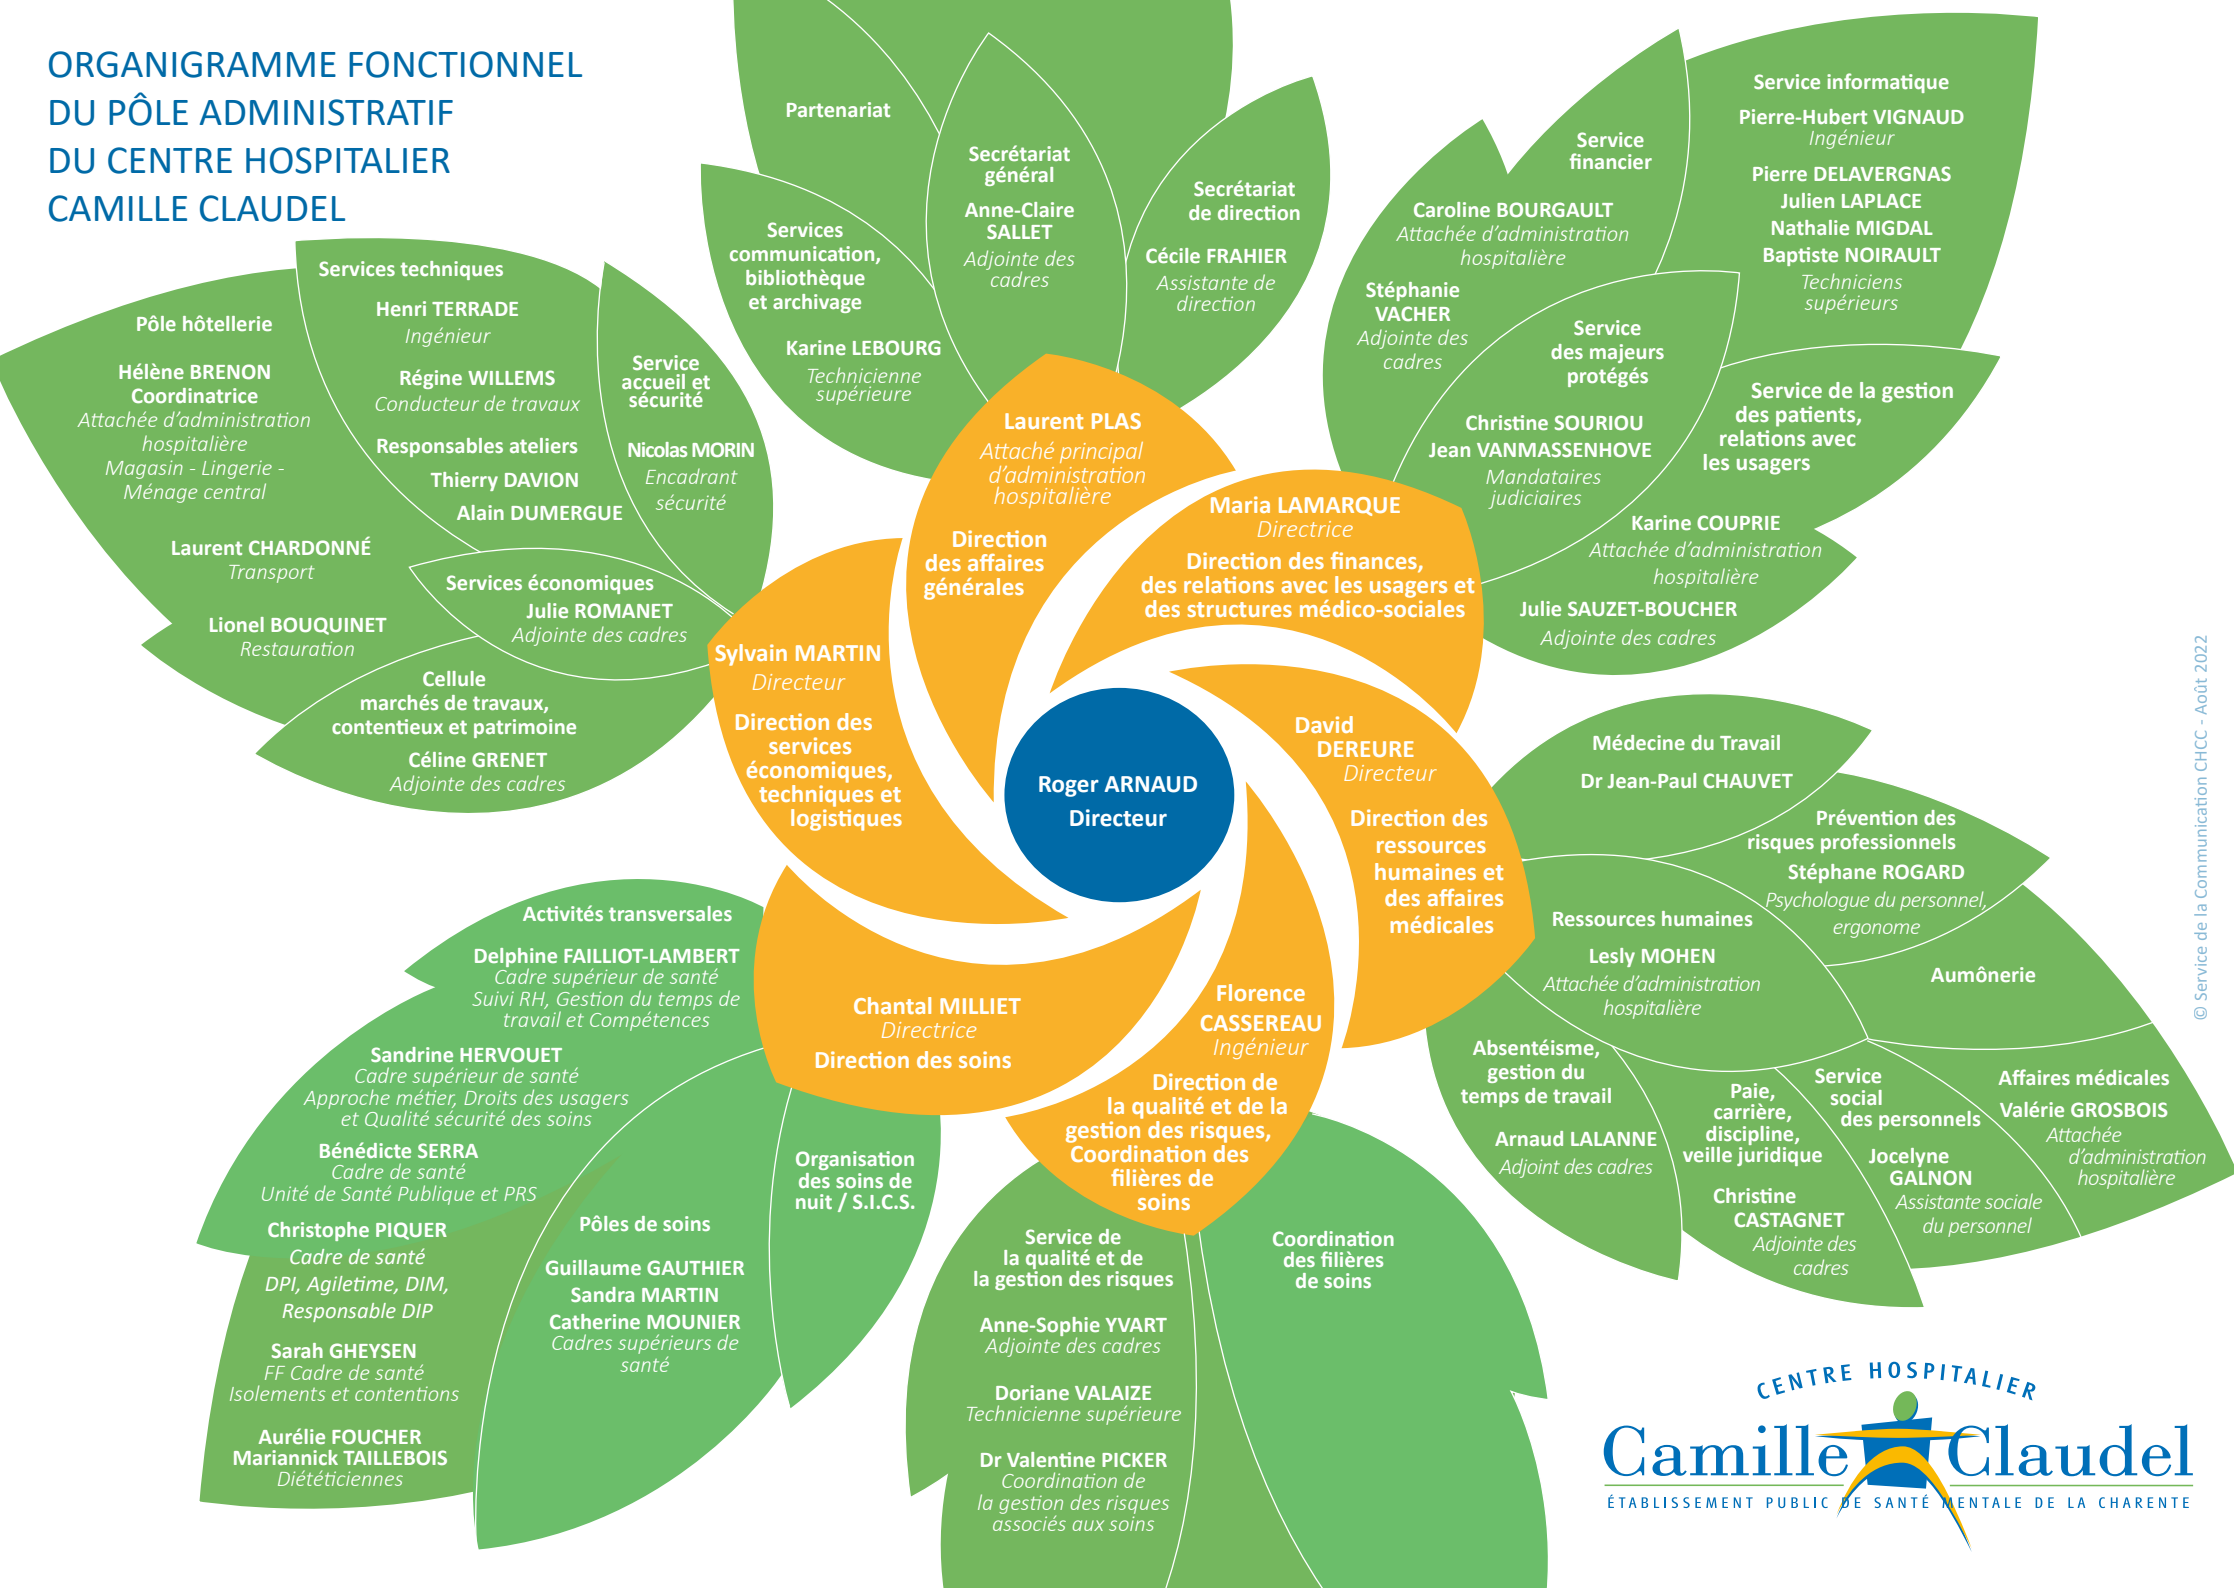 ORGANIGRAMME FONCTIONNEL
DU PÔLE ADMINISTRATIF
DU CENTRE HOSPITALIER
CAMILLE CLAUDEL
Pôle hôtellerie
Hélène BRENON
Coordinatrice
Attachée d’administration
hospitalière
Magasin - Lingerie -
Ménage central
Laurent CHARDONNÉ
Transport
Lionel BOUQUINET
Restauration
Services techniques
Henri TERRADE
Ingénieur
Régine WILLEMS
Conducteur de travaux
Responsables ateliers
Thierry DAVION
Alain DUMERGUE
Service
accueil et
sécurité
Nicolas MORIN
Encadrant
sécurité
Services économiques
Julie ROMANET
Adjointe des cadres
Cellule
marchés de travaux,
contentieux et patrimoine
Céline GRENET
Adjointe des cadres
Sylvain MARTIN
Directeur
Direction des
services
économiques,
techniques et
logistiques
Partenariat
Services
communication,
bibliothèque
et archivage
Karine LEBOURG
Technicienne
supérieure
Secrétariat
général
Anne-Claire
SALLET
Adjointe des
cadres
Secrétariat
de direction
Cécile FRAHIER
Assistante de
direction
Laurent PLAS
Attaché principal
d’administration
hospitalière
Direction
des affaires
générales
Service
financier
Caroline BOURGAULT
Attachée d’administration
hospitalière
Stéphanie
VACHER
Adjointe des
cadres
Service informatique
Pierre-Hubert VIGNAUD
Ingénieur
Pierre DELAVERGNAS
Julien LAPLACE
Nathalie MIGDAL
Baptiste NOIRAULT
Techniciens
supérieurs
Service
des majeurs
protégés
Christine SOURIOU
Jean VANMASSENHOVE
Mandataires
judiciaires
Service de la gestion
des patients,
relations avec
les usagers
Karine COUPRIE
Attachée d’administration
hospitalière
Julie SAUZET-BOUCHER
Adjointe des cadres
Maria LAMARQUE
Directrice
Direction des finances,
des relations avec les usagers et
des structures médico-sociales
Roger ARNAUD
Directeur
David
DEREURE
Directeur
Direction des
ressources
humaines et
des affaires
médicales
Médecine du Travail
Dr Jean-Paul CHAUVET
Prévention des
risques professionnels
Stéphane ROGARD
Psychologue du personnel,
ergonome
Ressources humaines
Lesly MOHEN
Attachée d’administration
hospitalière
Aumônerie
Absentéisme,
gestion du
temps de travail
Arnaud LALANNE
Adjoint des cadres
Paie,
carrière,
discipline,
veille juridique
Christine
CASTAGNET
Adjointe des
cadres
Service
social
des personnels
Jocelyne
GALNON
Assistante sociale
du personnel
Affaires médicales
Valérie GROSBOIS
Attachée
d’administration
hospitalière
Activités transversales
Delphine FAILLIOT-LAMBERT
Cadre supérieur de santé
Suivi RH, Gestion du temps de
travail et Compétences
Sandrine HERVOUET
Cadre supérieur de santé
Approche métier, Droits des usagers
et Qualité sécurité des soins
Bénédicte SERRA
Cadre de santé
Unité de Santé Publique et PRS
Christophe PIQUER
Cadre de santé
DPI, Agiletime, DIM,
Responsable DIP
Sarah GHEYSEN
FF Cadre de santé
Isolements et contentions
Aurélie FOUCHER
Mariannick TAILLEBOIS
Diététiciennes
Pôles de soins
Guillaume GAUTHIER
Sandra MARTIN
Catherine MOUNIER
Cadres supérieurs de
santé
Organisation
des soins de
nuit / S.I.C.S.
Chantal MILLIET
Directrice
Direction des soins
Florence
CASSEREAU
Ingénieur
Direction de
la qualité et de la
gestion des risques,
Coordination des
filières de
soins
Service de
la qualité et de
la gestion des risques
Anne-Sophie YVART
Adjointe des cadres
Doriane VALAIZE
Technicienne supérieure
Dr Valentine PICKER
Coordination de
la gestion des risques
associés aux soins
Coordination
des filières
de soins
© Service de la Communication CHCC - Août 2022
CENTRE HOSPITALIER
Camille Claudel
ÉTABLISSEMENT PUBLIC DE SANTÉ MENTALE DE LA CHARENTE